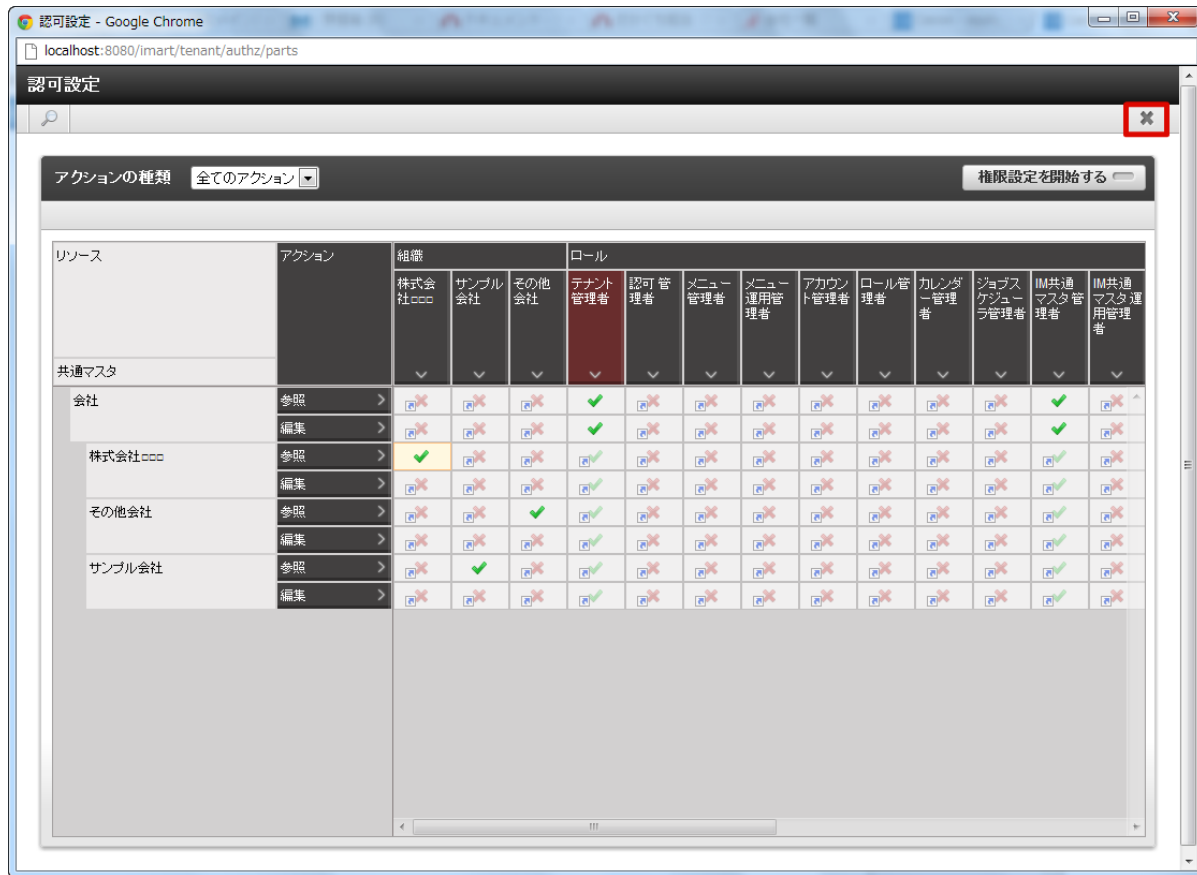 認可設定 - Google Chrome
localhost:8080/imart/tenant/authz/parts
認可設定
アクションの種類 全てのアクション 権限設定を開始する
リソース アクション 組織 ロール
株式会社□□□ サンプル会社 その他会社 テナント管理者 認可管理者 メニュー管理者 メニュー運用管理者 アカウント管理者 ロール管理者 カレンダー管理者 ジョブスケジューラ管理者 IM共通マスタ管理者 IM共通マスタ運用管理者
共通マスタ
会社 参照
編集
株式会社□□□ 参照
編集
その他会社 参照
編集
サンプル会社 参照
編集